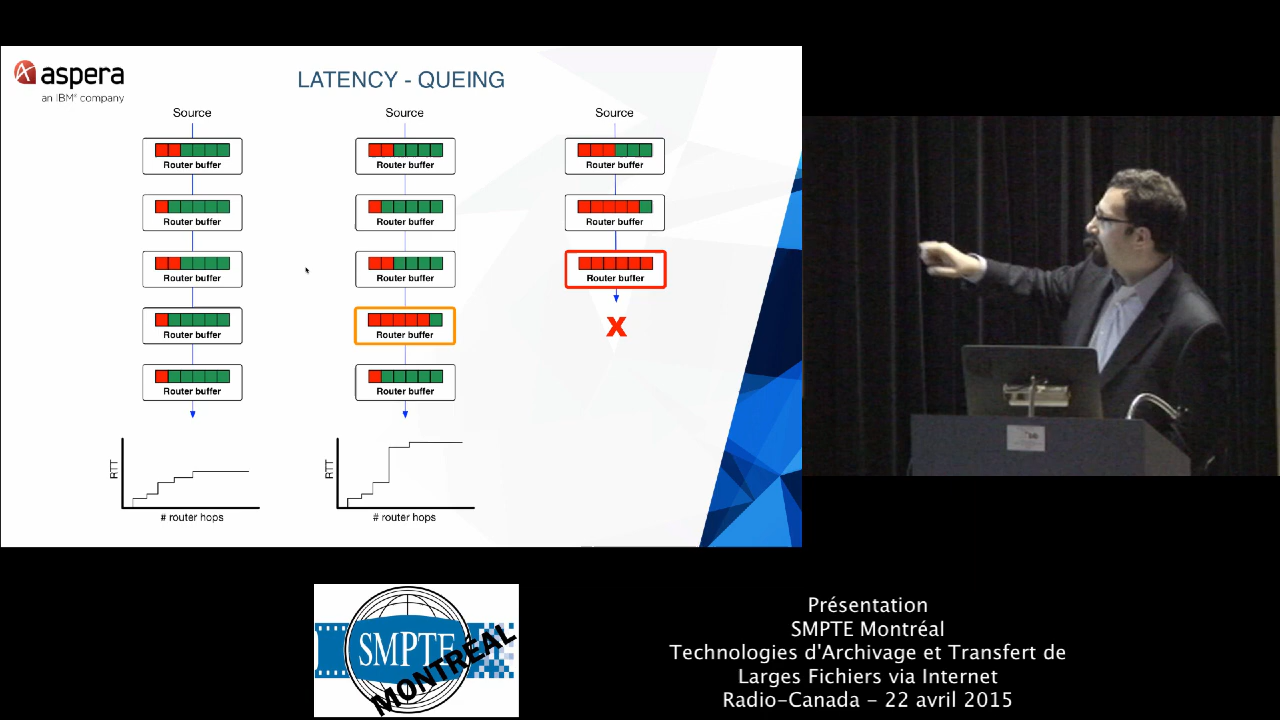 aspera
an IBM® company
LATENCY - QUEING
Source
Router buffer
Router buffer
Router buffer
Router buffer
Router buffer
RTT
# router hops
Source
Router buffer
Router buffer
Router buffer
Router buffer
Router buffer
RTT
# router hops
Source
Router buffer
Router buffer
Router buffer
X
SMPTE
MONTRÉAL
Présentation
SMPTE Montréal
Technologies d'Archivage et Transfert de
Larges Fichiers via Internet
Radio-Canada - 22 avril 2015